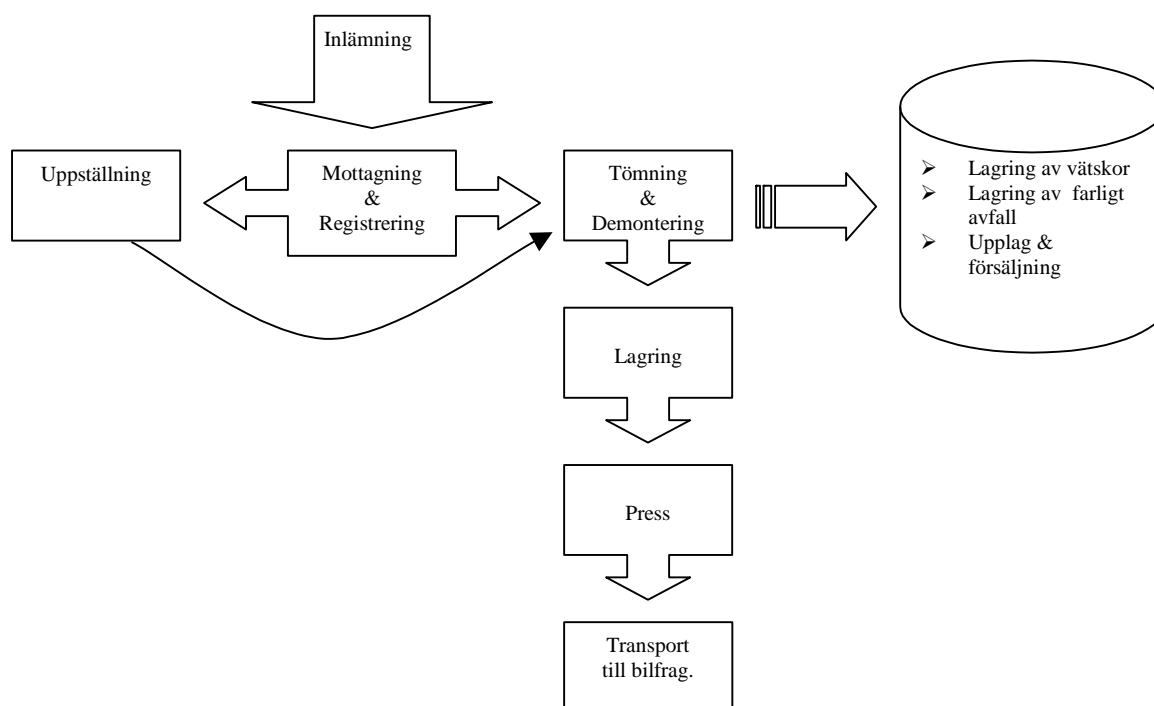 Inlämning
Uppställning
Mottagning
&
Registrering
Tömning
&
Demontering
➢ Lagring av vätskor
➢ Lagring av farligt
avfall
➢ Upplag &
försäljning
Lagring
Press
Transport
till bilfrag.